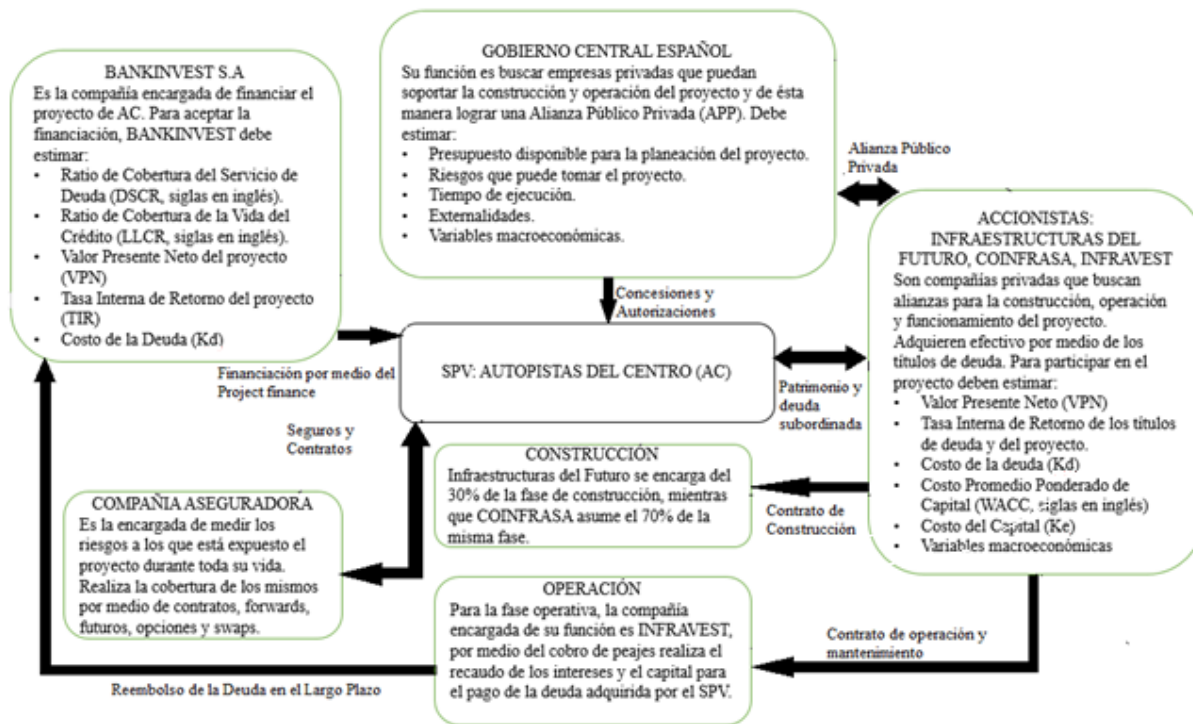 BANKINVEST S.A
Es la compañía encargada de financiar el
proyecto de AC. Para aceptar la
financiación, BANKINVEST debe
estimar:
• Ratio de Cobertura del Servicio de
Deuda (DSCR, siglas en inglés).
• Ratio de Cobertura de la Vida del
Crédito (LLCR, siglas en inglés).
• Valor Presente Neto del proyecto
(VPN)
• Tasa Interna de Retorno del proyecto
(TIR)
• Costo de la Deuda (Kd)
GOBIERNO CENTRAL ESPAÑOL
Su función es buscar empresas privadas que puedan
soportar la construcción y operación del proyecto y de ésta
manera lograr una Alianza Público Privada (APP). Debe
estimar:
• Presupuesto disponible para la planeación del proyecto.
• Riesgos que puede tomar el proyecto.
• Tiempo de ejecución.
• Externalidades.
• Variables macroeconómicas.
Alianza Público
Privada
ACCIONISTAS:
INFRAESTRUCTURAS DEL
FUTURO, COINFRASA, INFRAVEST
Son compañías privadas que buscan
alianzas para la construcción, operación
y funcionamiento del proyecto.
Adquieren efectivo por medio de los
títulos de deuda. Para participar en el
proyecto deben estimar:
• Valor Presente Neto (VPN)
• Tasa Interna de Retorno de los títulos
de deuda y del proyecto.
• Costo de la deuda (Kd)
• Costo Promedio Ponderado de
Capital (WACC, siglas en inglés)
• Costo del Capital (Ke)
• Variables macroeconómicas
Concesiones y
Autorizaciones
Financiación por medio del
Project finance
SPV: AUTOPISTAS DEL CENTRO (AC)
Patrimonio y
deuda
subordinada
Seguros y
Contratos
CONSTRUCCIÓN
Infraestructuras del Futuro se encarga del
30% de la fase de construcción, mientras
que COINFRASA asume el 70% de la
misma fase.
Contrato de
Construcción
COMPAÑIA ASEGURADORÁ
Es la encargada de medir los
riesgos a los que está expuesto el
proyecto durante toda su vida.
Realiza la cobertura de los mismos
por medio de contratos, forwards,
futuros, opciones y swaps.
OPERACIÓN
Para la fase operativa, la compañía
encargada de su función es INFRAVEST,
por medio del cobro de peajes realiza el
recaudo de los intereses y el capital para
el pago de la deuda adquirida por el SPV.
Contrato de operación y
mantenimiento
Reembolso de la Deuda en el Largo Plazo